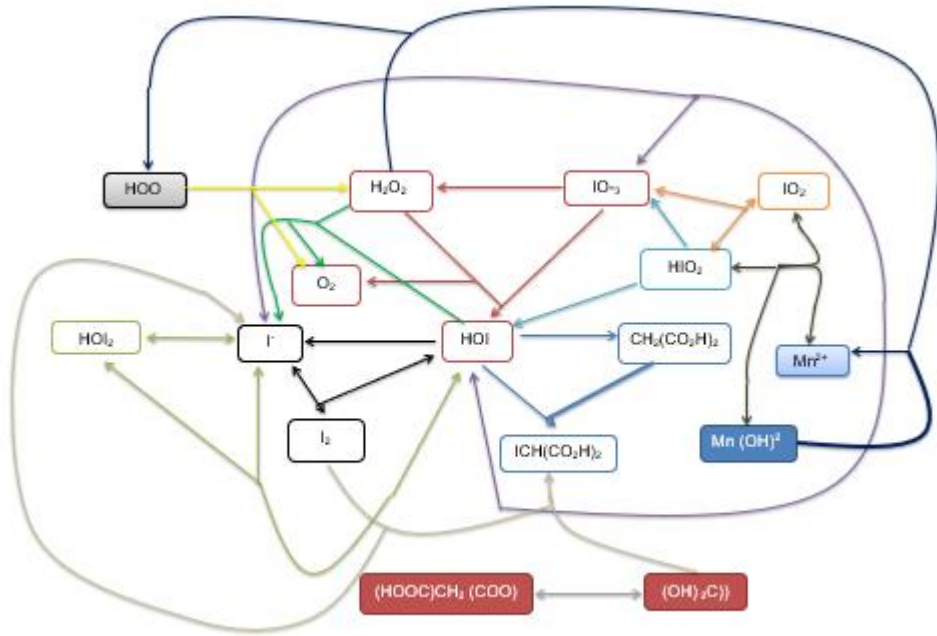 HOO
H₂O₂
IO⁼₃
IO₂
HIO₂
O₂
HOI₂
I⁻
HOI
CH₂(CO₂H)₂
Mn²⁺
I₂
ICH(CO₂H)₂
Mn (OH)²
(HOOC)CH₂ (COO)
(OH) ₂C))